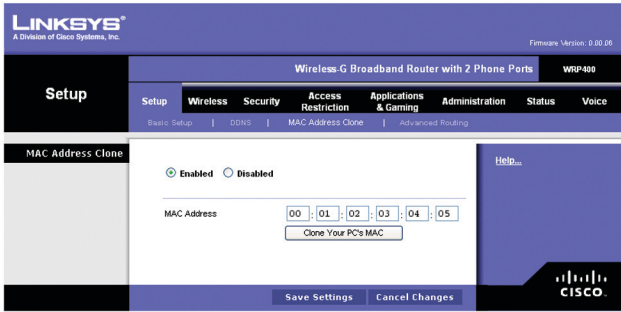 LINKSYS®
A Division of Cisco Systems, Inc.
Firmware Version: 0.00.06
Wireless-G Broadband Router with 2 Phone Ports WRP400
Setup
Setup Wireless Security Access Restriction Applications & Gaming Administration Status Voice
Basic Setup | DDNS | MAC Address Clone | Advanced Routing
MAC Address Clone
Enabled Disabled
Help...
MAC Address 00 : 01 : 02 : 03 : 04 : 05
Clone Your PC's MAC
Save Settings Cancel Changes
CISCO